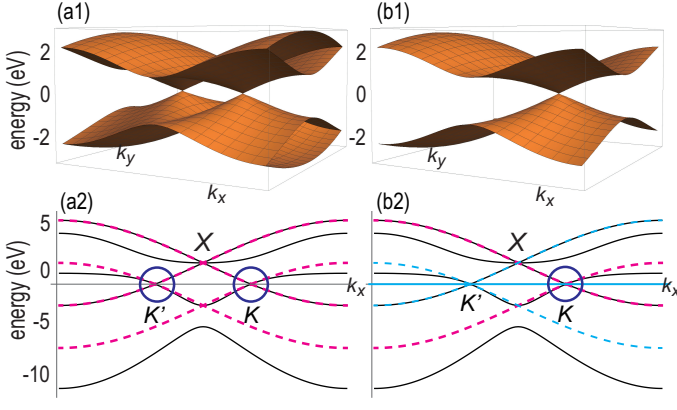 (a1)
energy (eV)
2
0
-2
k_y
k_x
(b1)
2
0
-2
k_y
k_x
(a2)
energy (eV)
5
0
-5
-10
X
K'
K
k_x
(b2)
X
K'
K
k_x